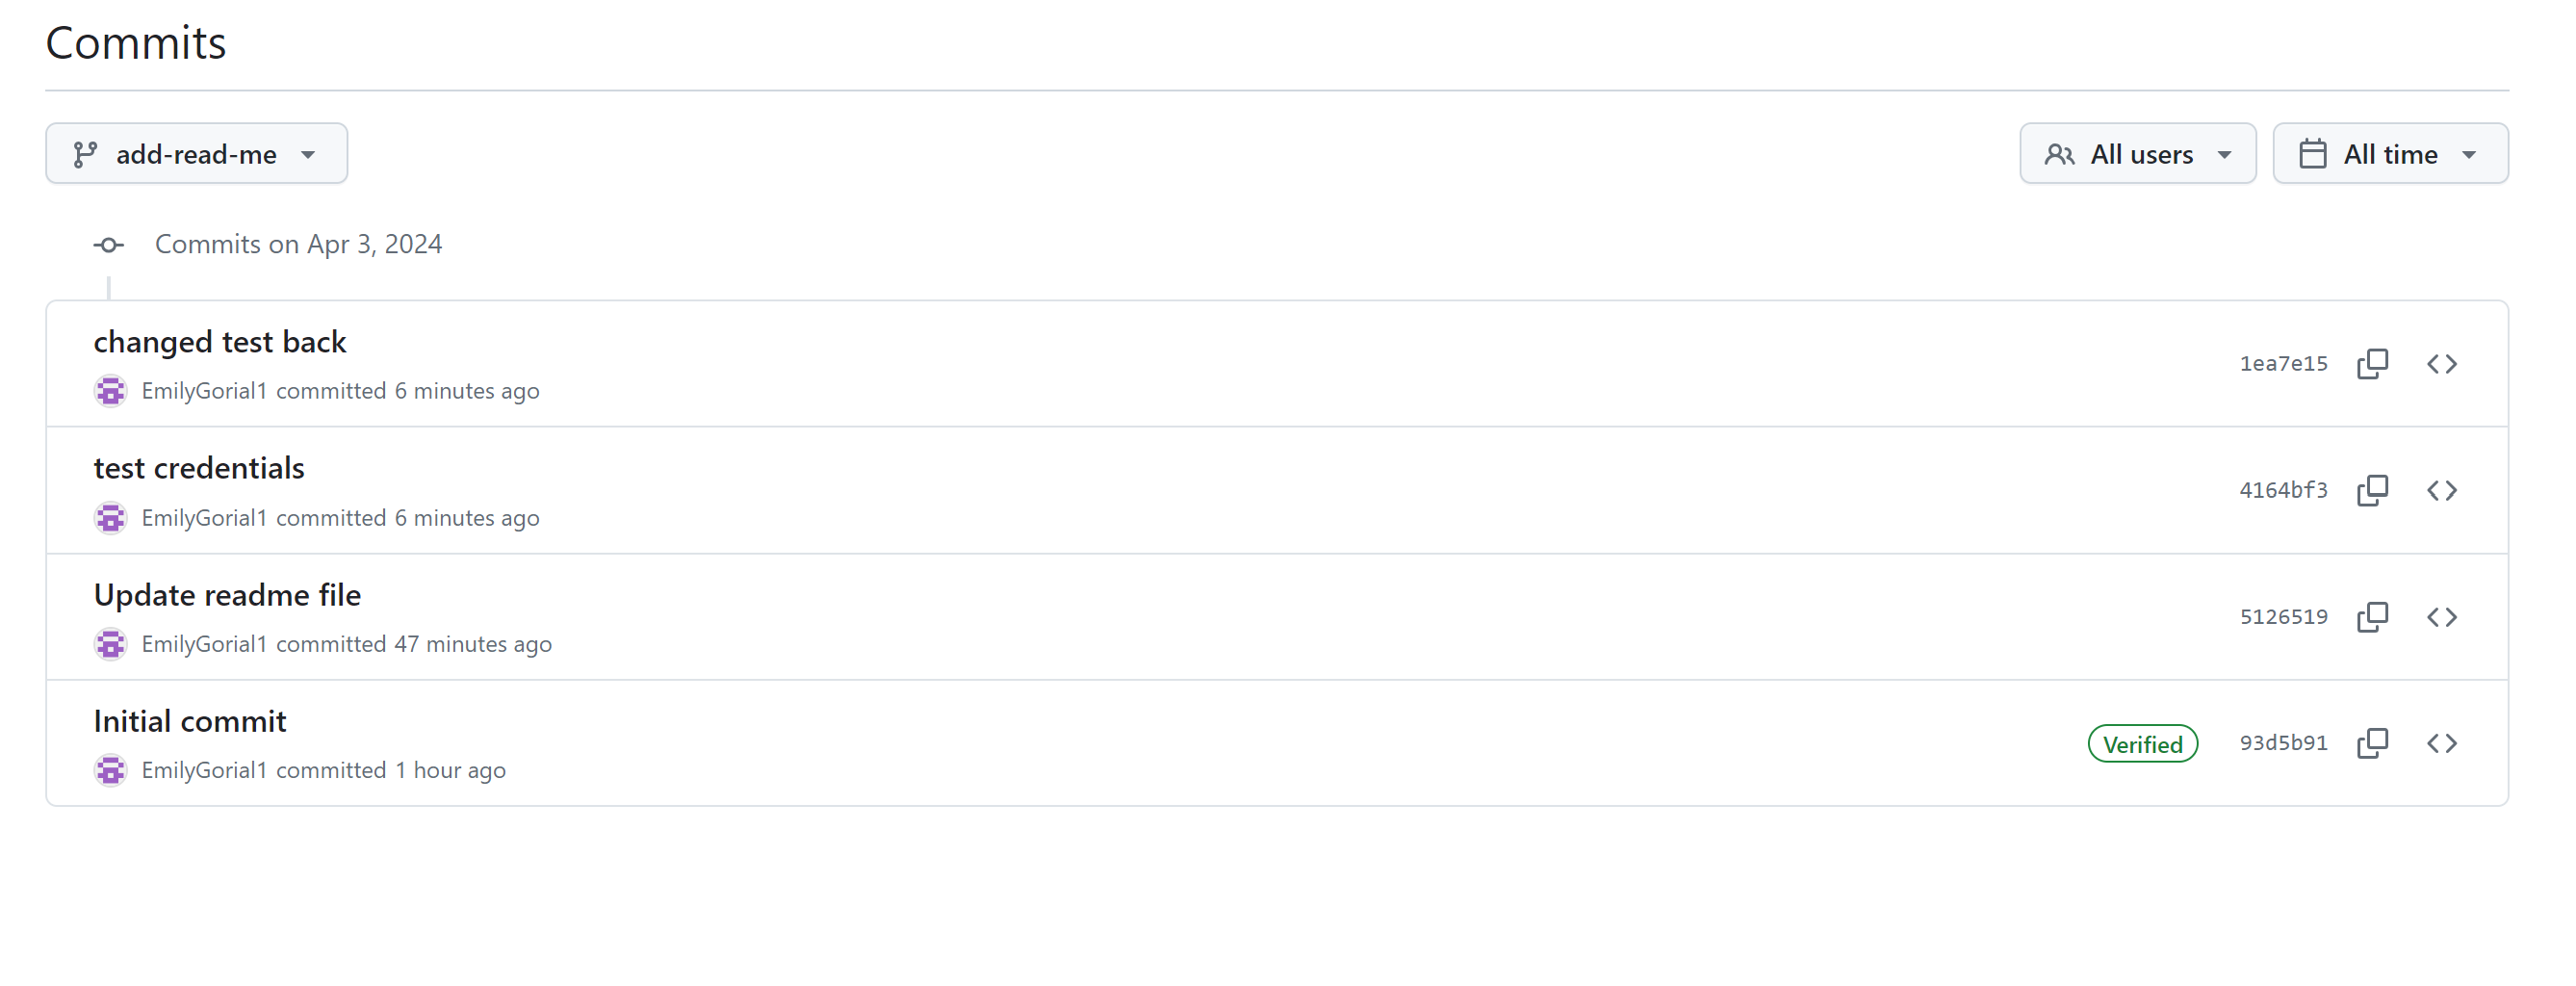 Commits
add-read-me
All users
All time
Commits on Apr 3, 2024
changed test back
EmilyGorial1 committed 6 minutes ago
1ea7e15
test credentials
EmilyGorial1 committed 6 minutes ago
4164bf3
Update readme file
EmilyGorial1 committed 47 minutes ago
5126519
Initial commit
EmilyGorial1 committed 1 hour ago
Verified
93d5b91